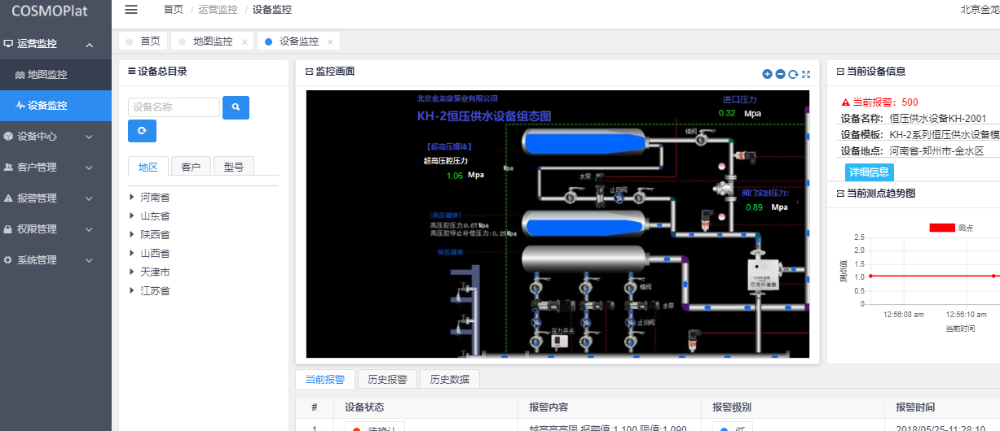 COSMOPlat
首页 / 运营监控 / 设备监控
北京金龙
运营监控
地图监控
设备监控
设备中心
客户管理
报警管理
权限管理
系统管理
首页
地图监控 ×
设备监控 ×
设备总目录
设备名称
地区
客户
型号
河南省
山东省
陕西省
山西省
天津市
江苏省
监控画面
北京金龙泉泵业有限公司
KH-2恒压供水设备组态图
进口压力
0.32 Mpa
蝶阀
【超高压罐体】
超高压腔压力
1.06 Mpa
Mpa
水泵
止回阀
阀门实时压力:
0.89 Mpa
[高压罐体]
高压腔压力:0.67 Mpa
高压腔停止补偿压力: 0.25 Mpa
恒压罐体
蝶阀
水泵
止回阀
压力开关
当前设备信息
当前报警：500
设备名称: 恒压供水设备KH-2001
设备模板: KH-2系列恒压供水设备模
设备地点: 河南省-郑州市-金水区
详细信息
当前测点趋势图
测点
测点值
2.5
2.0
1.5
1.0
0.5
0
12:56:08 am
12:56:10 am
当前时间
当前报警
历史报警
历史数据
# 设备状态 报警内容 报警级别 报警时间
1 待确认 越高高高限 报警值:1.100 限值:1.090 低 2018/05/25-11:28:10